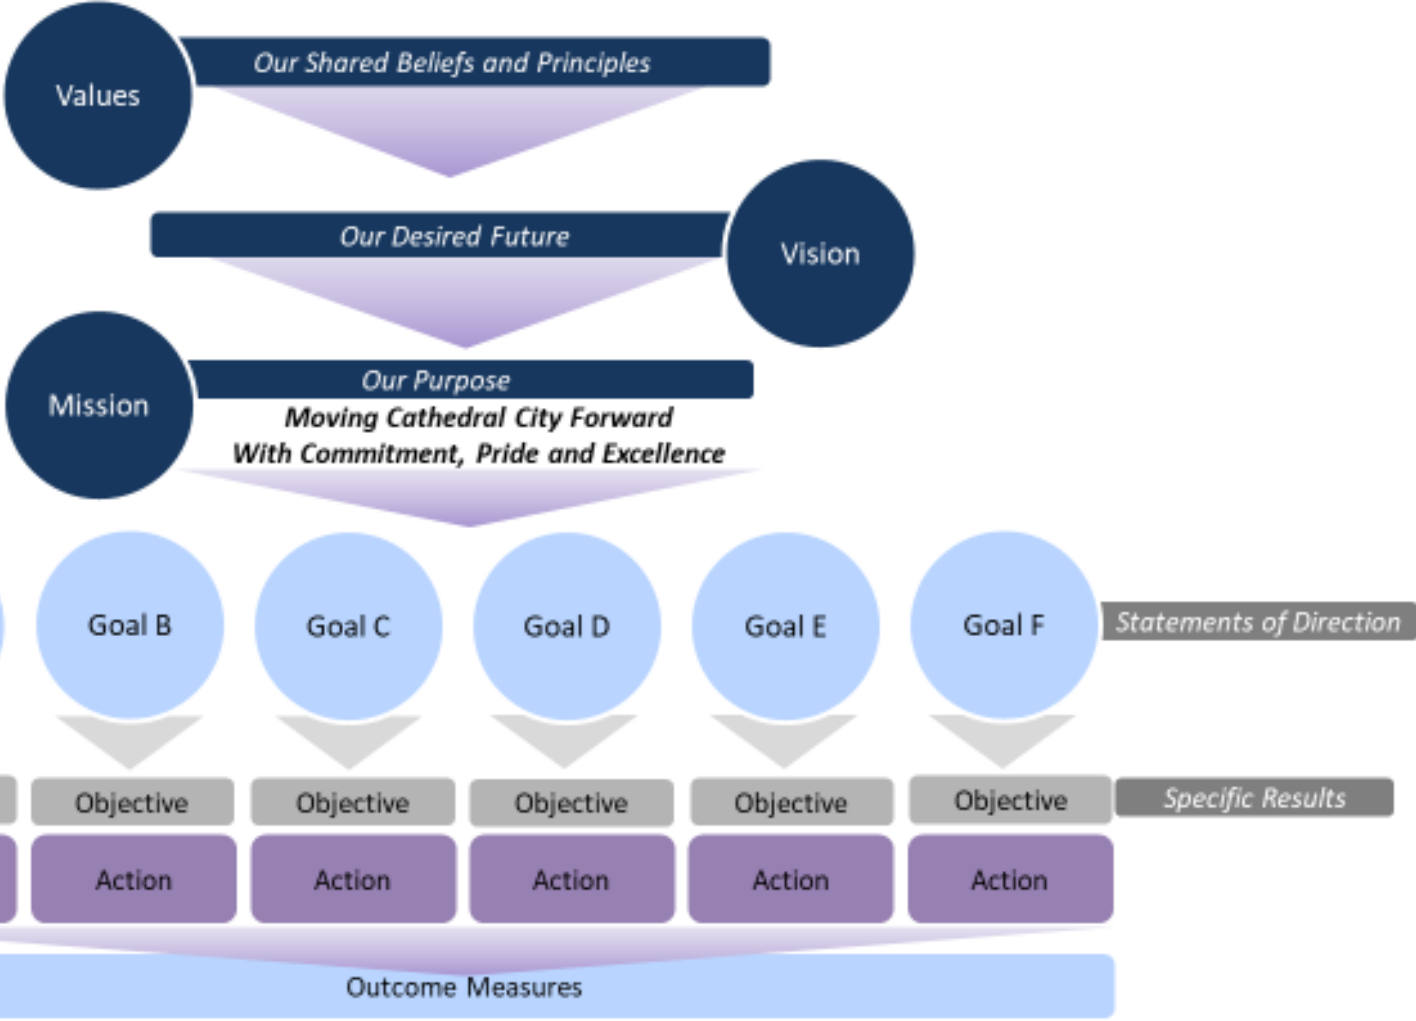 Values
Our Shared Beliefs and Principles
Our Desired Future
Vision
Mission
Our Purpose
Moving Cathedral City Forward
With Commitment, Pride and Excellence
Goal B
Goal C
Goal D
Goal E
Goal F
Statements of Direction
Objective
Objective
Objective
Objective
Objective
Specific Results
Action
Action
Action
Action
Action
Outcome Measures